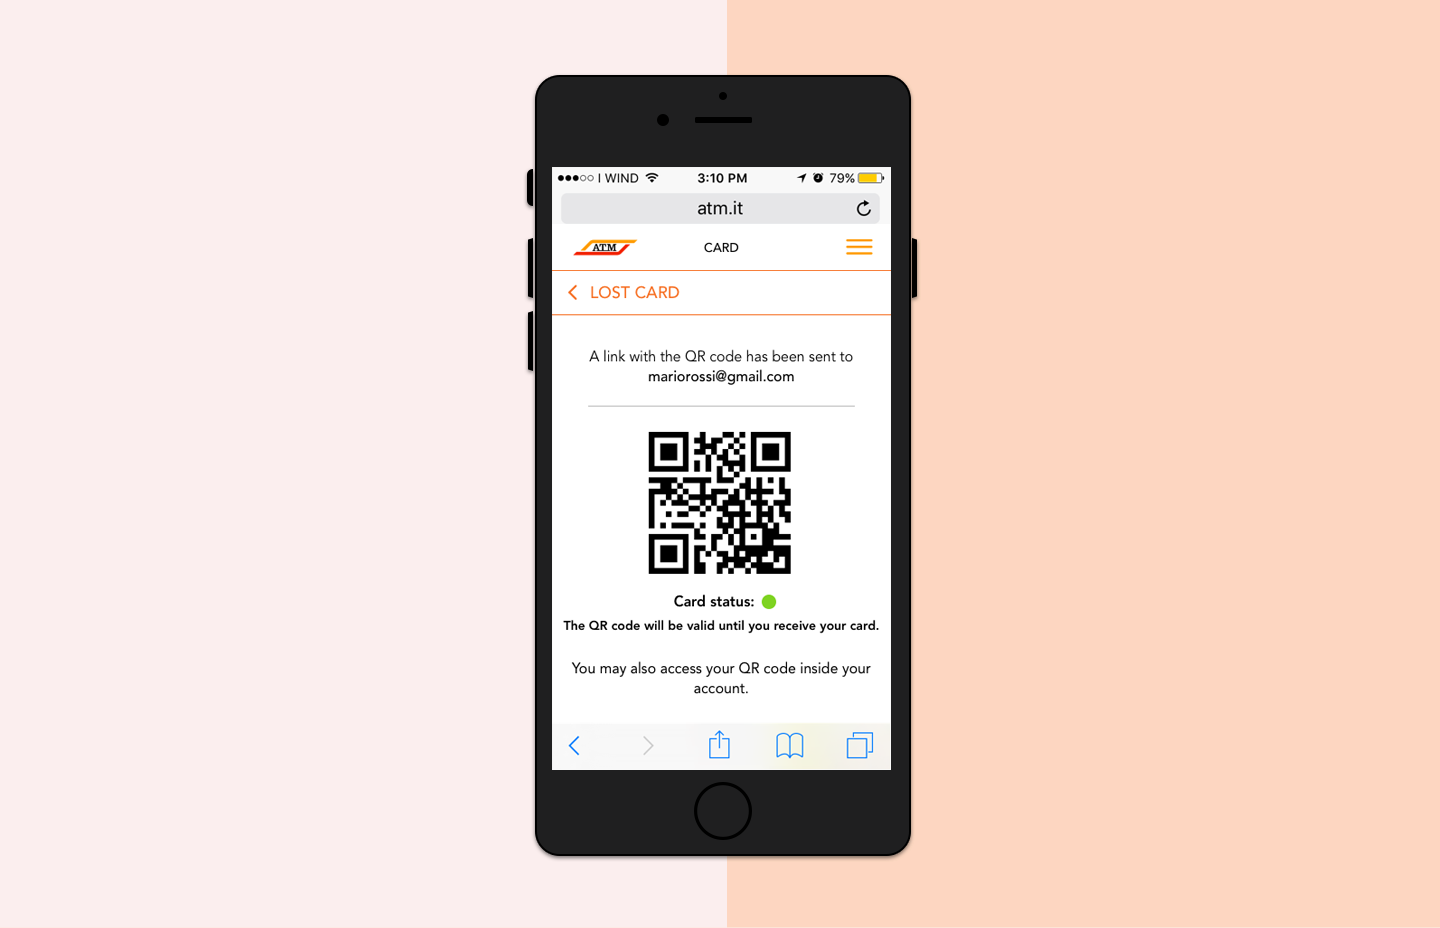 I WIND 3:10 PM 79%
atm.it
ATM CARD
LOST CARD
A link with the QR code has been sent to
mariorossi@gmail.com
Card status:
The QR code will be valid until you receive your card.
You may also access your QR code inside your
account.